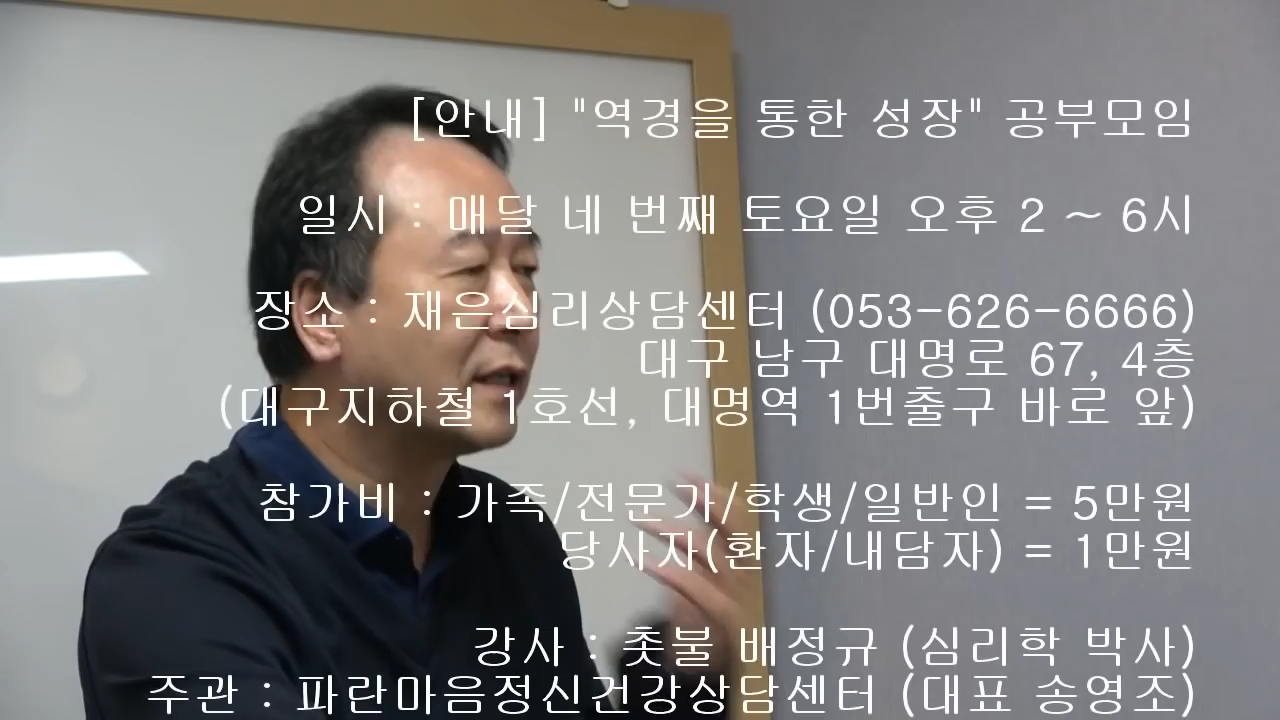 [안내] "역경을 통한 성장" 공부모임
일시 : 매달 네 번째 토요일 오후 2 ~ 6시
장소 : 재은심리상담센터 (053-626-6666)
대구 남구 대명로 67, 4층
(대구지하철 1호선, 대명역 1번출구 바로 앞)
참가비 : 가족/전문가/학생/일반인 = 5만원
당사자(환자/내담자) = 1만원
강사 : 촛불 배정규 (심리학 박사)
주관 : 파란마음정신건강상담센터 (대표 송영조)